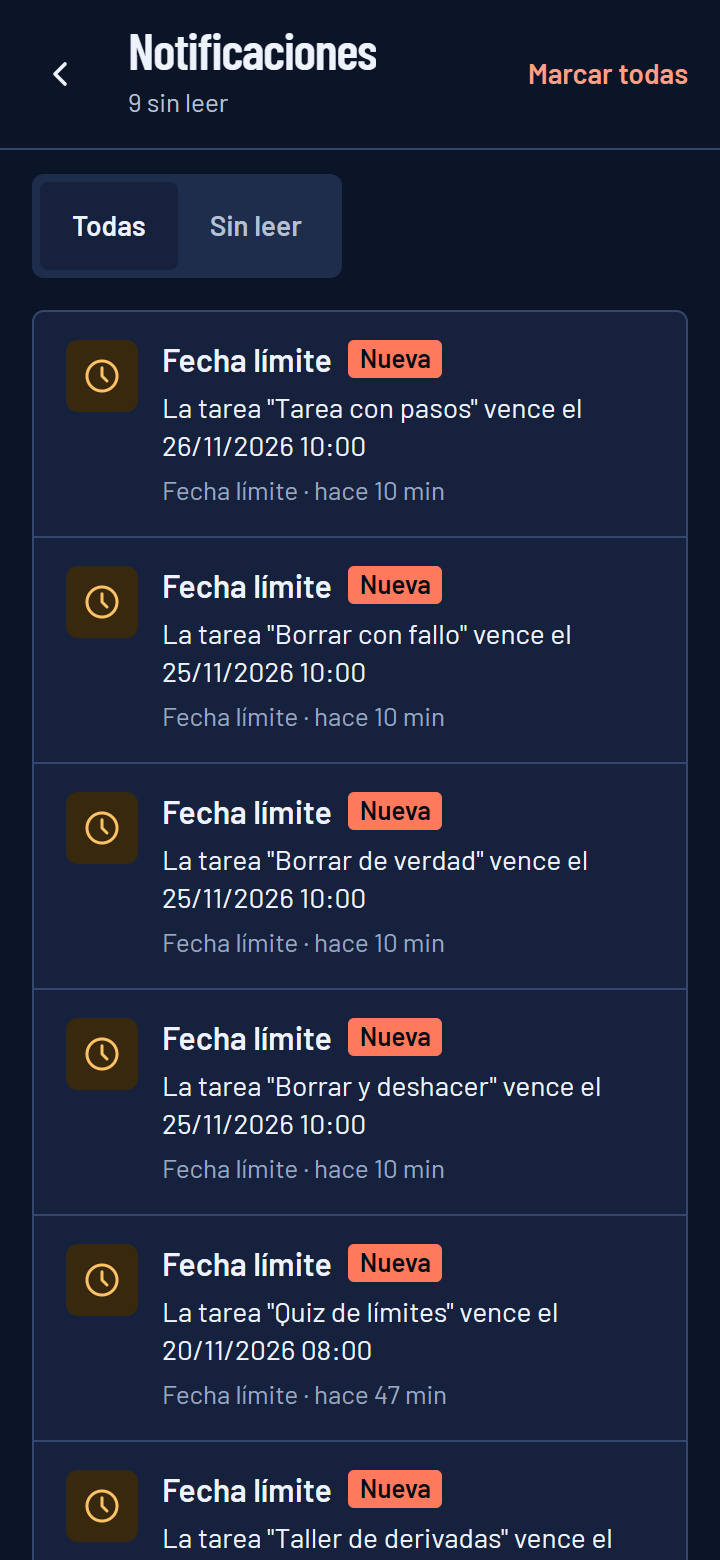 Notificaciones
9 sin leer
Marcar todas
Todas
Sin leer
Fecha límite Nueva
La tarea "Tarea con pasos" vence el
26/11/2026 10:00
Fecha límite · hace 10 min
Fecha límite Nueva
La tarea "Borrar con fallo" vence el
25/11/2026 10:00
Fecha límite · hace 10 min
Fecha límite Nueva
La tarea "Borrar de verdad" vence el
25/11/2026 10:00
Fecha límite · hace 10 min
Fecha límite Nueva
La tarea "Borrar y deshacer" vence el
25/11/2026 10:00
Fecha límite · hace 10 min
Fecha límite Nueva
La tarea "Quiz de límites" vence el
20/11/2026 08:00
Fecha límite · hace 47 min
Fecha límite Nueva
La tarea "Taller de derivadas" vence el